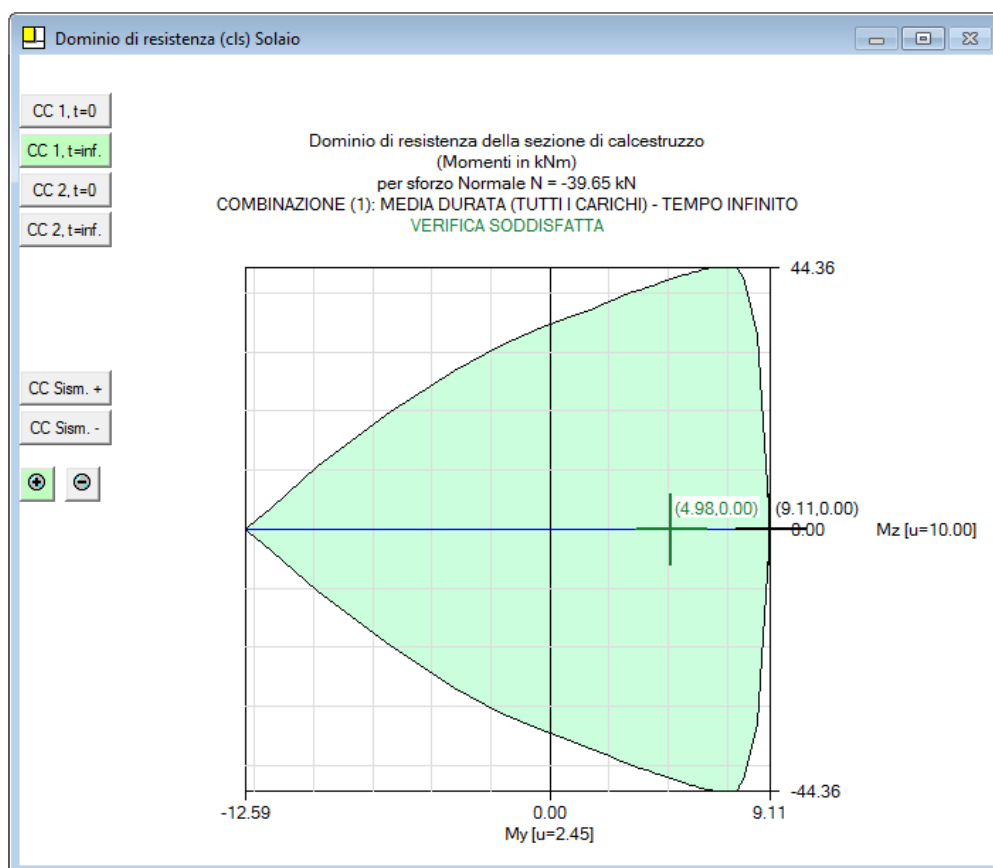 Dominio di resistenza (cls) Solaio
CC 1, t=0
CC 1, t=inf.
CC 2, t=0
CC 2, t=inf.
CC Sism. +
CC Sism. -
Dominio di resistenza della sezione di calcestruzzo
(Momenti in kNm)
per sforzo Normale N = -39.65 kN
COMBINAZIONE (1): MEDIA DURATA (TUTTI I CARICHI) - TEMPO INFINITO
VERIFICA SODDISFATTA
44.36
(4.98,0.00)
(9.11,0.00)
0.00
Mz [u=10.00]
-44.36
-12.59
0.00
9.11
My [u=2.45]